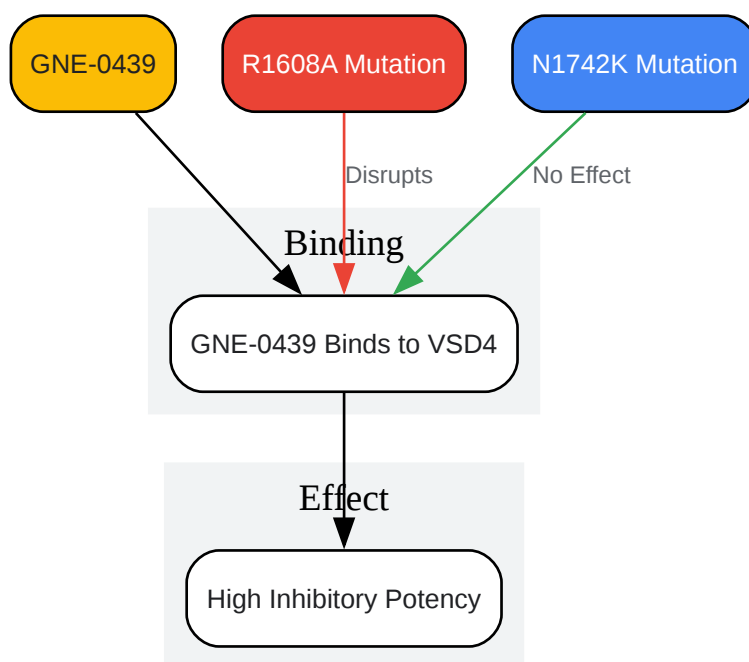 GNE-0439
R1608A Mutation
N1742K Mutation
Disrupts
No Effect
Binding
GNE-0439 Binds to VSD4
Effect
High Inhibitory Potency